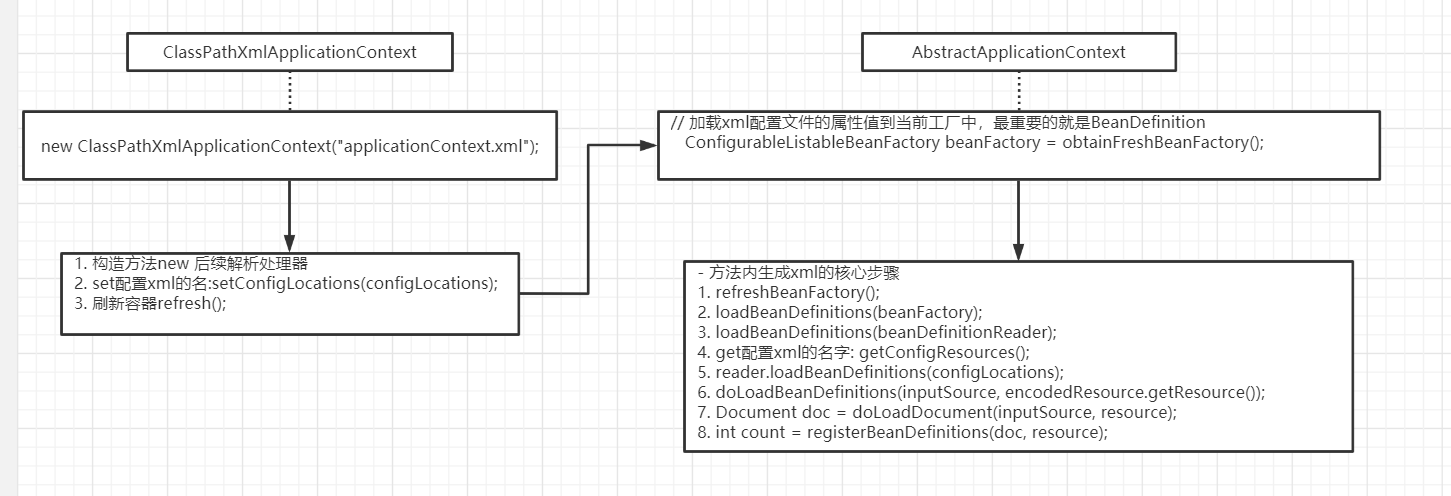 ClassPathXmlApplicationContext
new ClassPathXmlApplicationContext("applicationContext.xml");
1. 构造方法new 后续解析处理器
2. set配置xml的名:setConfigLocations(configLocations);
3. 刷新容器refresh();
AbstractApplicationContext
// 加载xml配置文件的属性值到当前工厂中，最重要的就是BeanDefinition
ConfigurableListableBeanFactory beanFactory = obtainFreshBeanFactory();
- 方法内生成xml的核心步骤
1. refreshBeanFactory();
2. loadBeanDefinitions(beanFactory);
3. loadBeanDefinitions(beanDefinitionReader);
4. get配置xml的名字: getConfigResources();
5. reader.loadBeanDefinitions(configLocations);
6. doLoadBeanDefinitions(inputSource, encodedResource.getResource());
7. Document doc = doLoadDocument(inputSource, resource);
8. int count = registerBeanDefinitions(doc, resource);